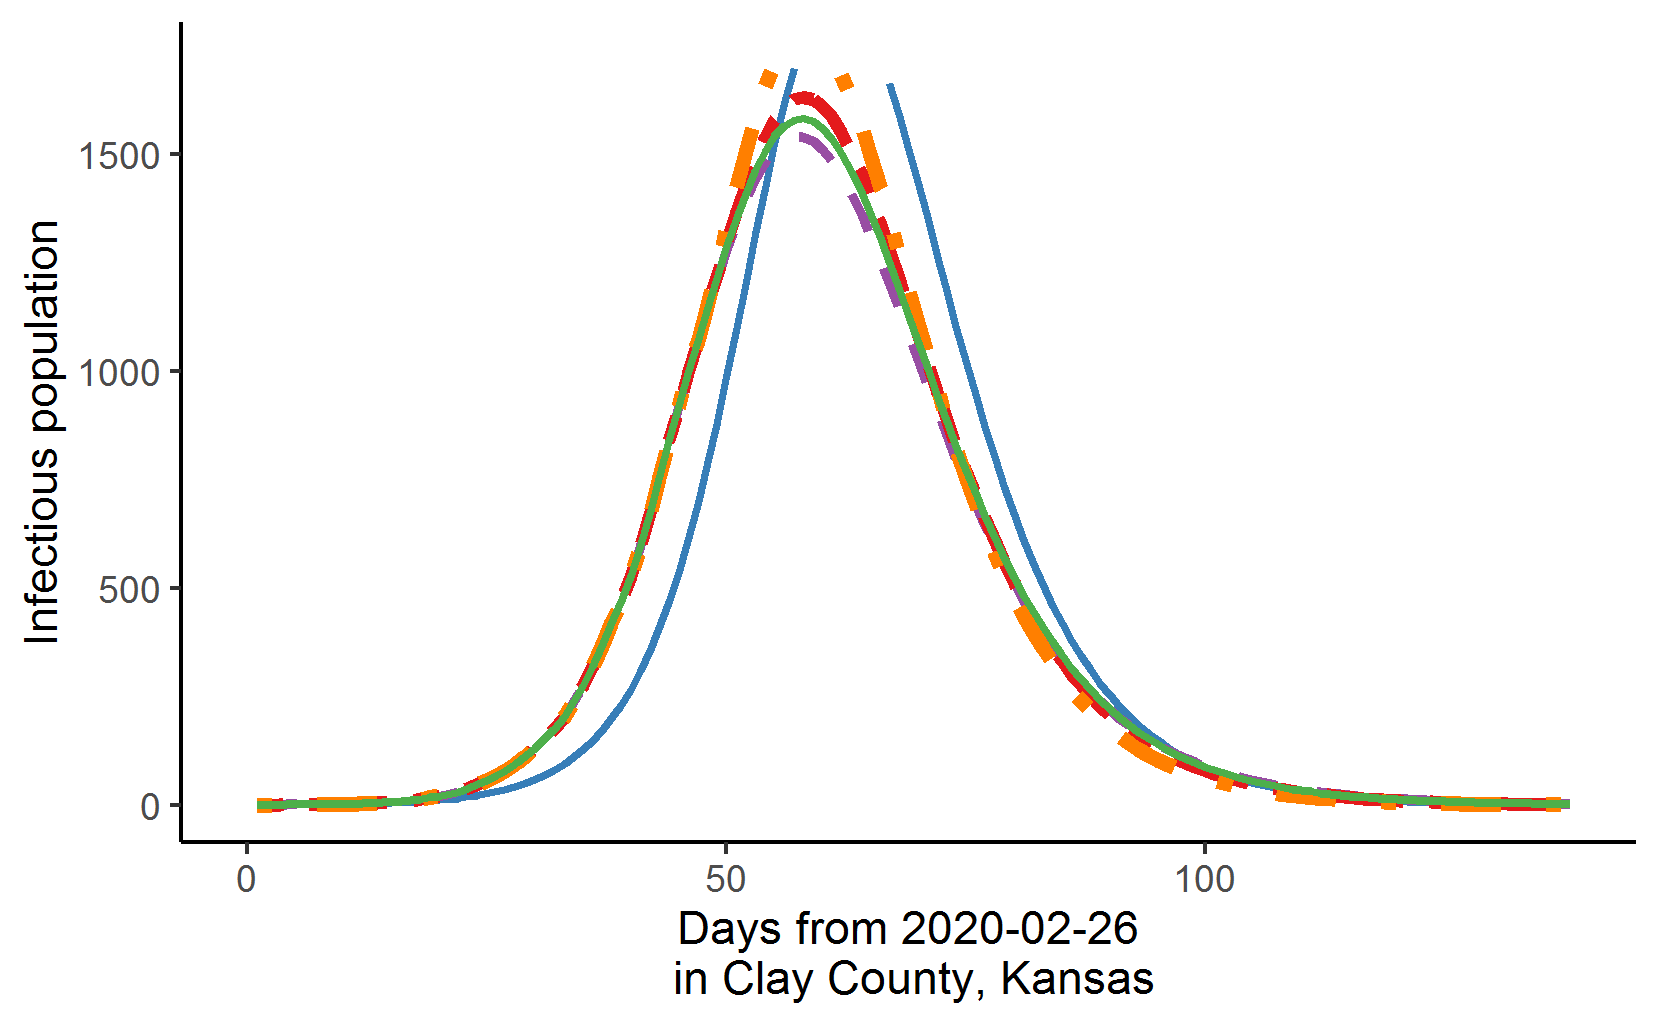 Infectious population
1500
1000
500
0
0 50 100
Days from 2020-02-26
in Clay County, Kansas